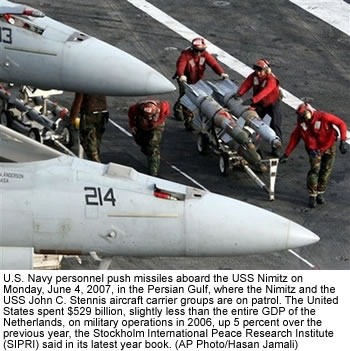 13
ANDERSON
214
U.S. Navy personnel push missiles aboard the USS Nimitz on
Monday, June 4, 2007, in the Persian Gulf, where the Nimitz and the
USS John C. Stennis aircraft carrier groups are on patrol. The United
States spent $529 billion, slightly less than the entire GDP of the
Netherlands, on military operations in 2006, up 5 percent over the
previous year, the Stockholm International Peace Research Institute
(SIPRI) said in its latest year book. (AP Photo/Hasan Jamali)